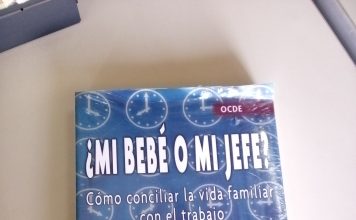 OCDE
¿MI BEBÉ O MI JEFE?
Cómo conciliar la vida familiar
con el trabajo